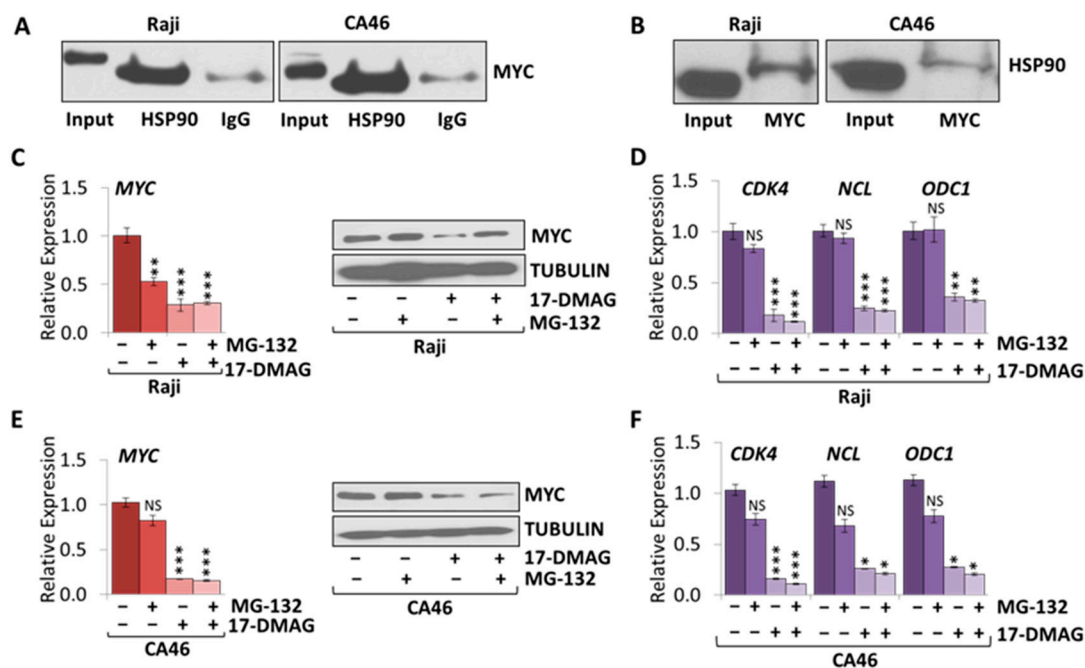 A
Raji
CA46
MYC
Input HSP90 IgG
Input HSP90 IgG
B
Raji
CA46
HSP90
Input MYC
Input MYC
C
Relative Expression
1.5
1.0
0.5
0.0
MYC
**
***
***
– + – + MG-132
– – + + 17-DMAG
Raji
MYC
TUBULIN
– – + + 17-DMAG
– + – + MG-132
Raji
D
Relative Expression
1.5
1.0
0.5
0.0
CDK4 NCL ODC1
NS NS NS
*** *** *** *** ** **
– + – + – + – + – + – + MG-132
– – + + – – + + – – + + 17-DMAG
Raji
E
Relative Expression
1.5
1.0
0.5
0.0
MYC
NS
***
***
– + – + MG-132
– – + + 17-DMAG
CA46
MYC
TUBULIN
– – + + 17-DMAG
– + – + MG-132
CA46
F
Relative Expression
1.5
1.0
0.5
0.0
CDK4 NCL ODC1
NS NS NS
*** *** * * * *
– + – + – + – + – + – + MG-132
– – + + – – + + – – + + 17-DMAG
CA46